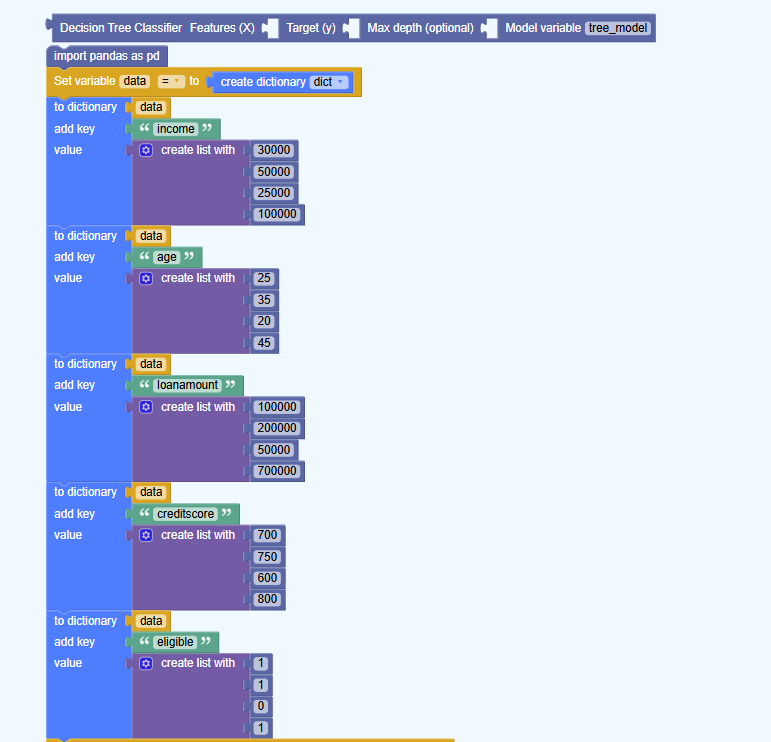 Decision Tree Classifier Features (X) Target (y) Max depth (optional) Model variable tree_model
import pandas as pd
Set variable data = to create dictionary dict
to dictionary data
add key “ income ”
value create list with 30000
50000
25000
100000
to dictionary data
add key “ age ”
value create list with 25
35
20
45
to dictionary data
add key “ loanamount ”
value create list with 100000
200000
50000
700000
to dictionary data
add key “ creditscore ”
value create list with 700
750
600
800
to dictionary data
add key “ eligible ”
value create list with 1
1
0
1